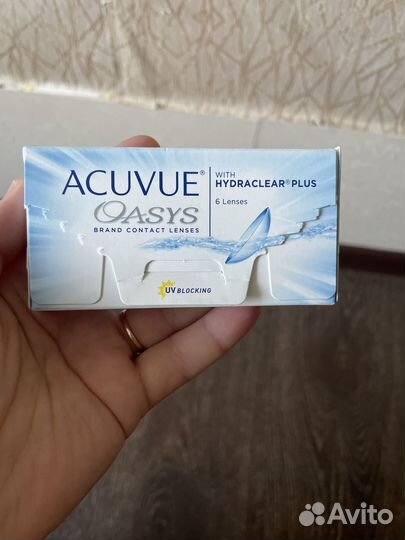 ACUVUE®
OASYS
BRAND CONTACT LENSES
WITH
HYDRACLEAR® PLUS
6 Lenses
UV BLOCKING
Avito